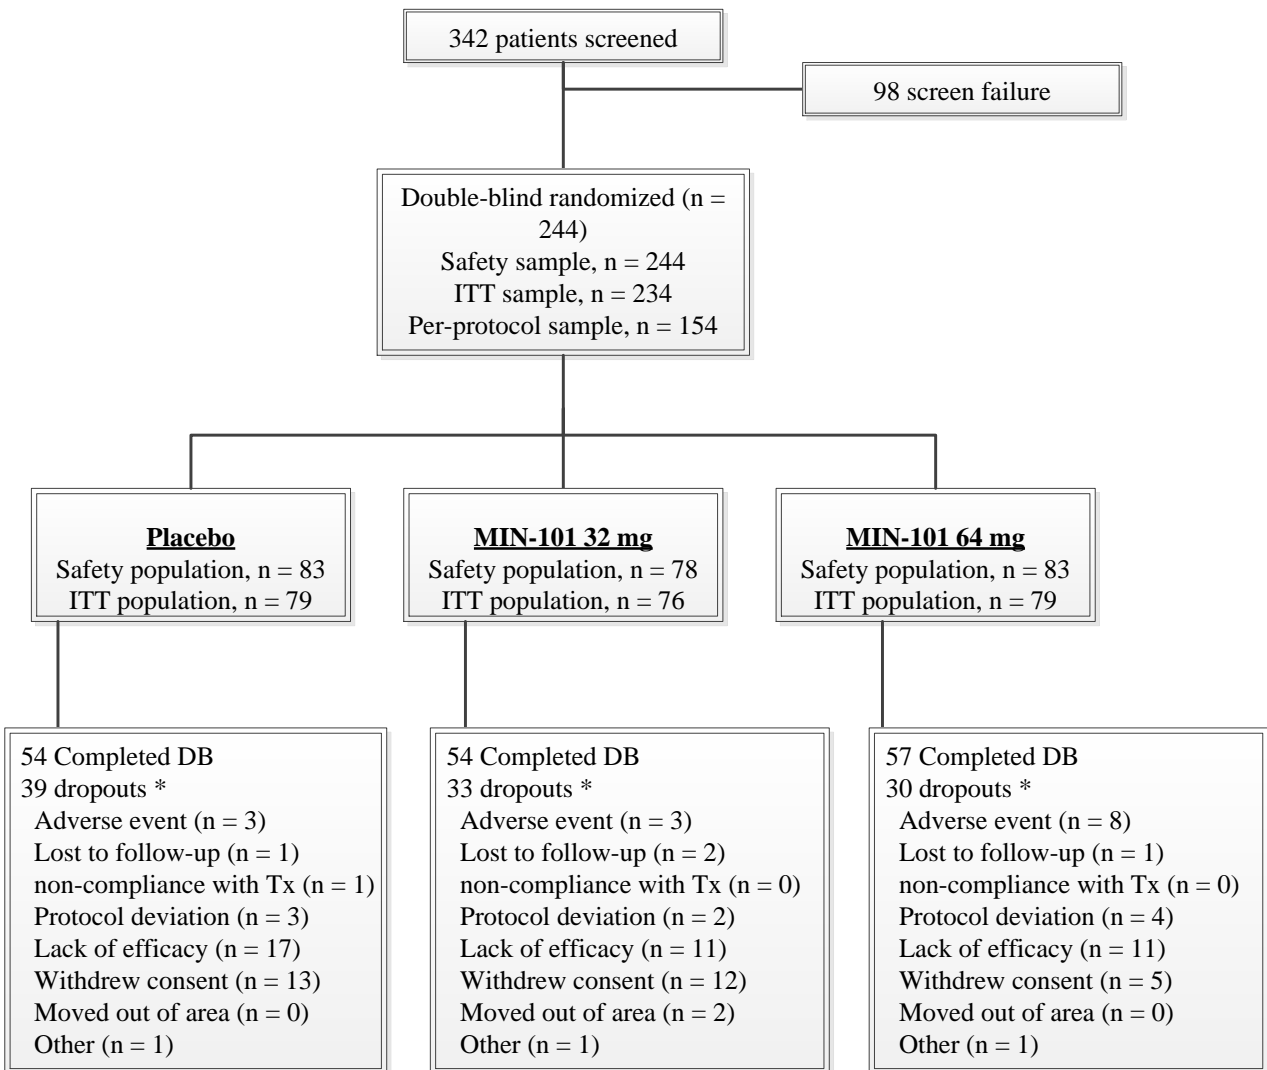 342 patients screened
98 screen failure
Double-blind randomized (n =
244)
Safety sample, n = 244
ITT sample, n = 234
Per-protocol sample, n = 154
Placebo
Safety population, n = 83
ITT population, n = 79
MIN-101 32 mg
Safety population, n = 78
ITT population, n = 76
MIN-101 64 mg
Safety population, n = 83
ITT population, n = 79
54 Completed DB
39 dropouts *
Adverse event (n = 3)
Lost to follow-up (n = 1)
non-compliance with Tx (n = 1)
Protocol deviation (n = 3)
Lack of efficacy (n = 17)
Withdrew consent (n = 13)
Moved out of area (n = 0)
Other (n = 1)
54 Completed DB
33 dropouts *
Adverse event (n = 3)
Lost to follow-up (n = 2)
non-compliance with Tx (n = 0)
Protocol deviation (n = 2)
Lack of efficacy (n = 11)
Withdrew consent (n = 12)
Moved out of area (n = 2)
Other (n = 1)
57 Completed DB
30 dropouts *
Adverse event (n = 8)
Lost to follow-up (n = 1)
non-compliance with Tx (n = 0)
Protocol deviation (n = 4)
Lack of efficacy (n = 11)
Withdrew consent (n = 5)
Moved out of area (n = 0)
Other (n = 1)